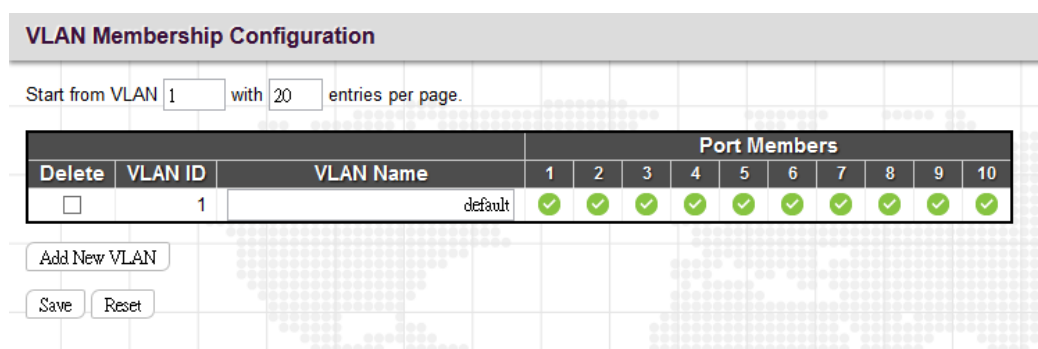 VLAN Membership Configuration
Start from VLAN 1 with 20 entries per page.
Port Members
Delete VLAN ID VLAN Name 1 2 3 4 5 6 7 8 9 10
1 default
Add New VLAN
Save Reset